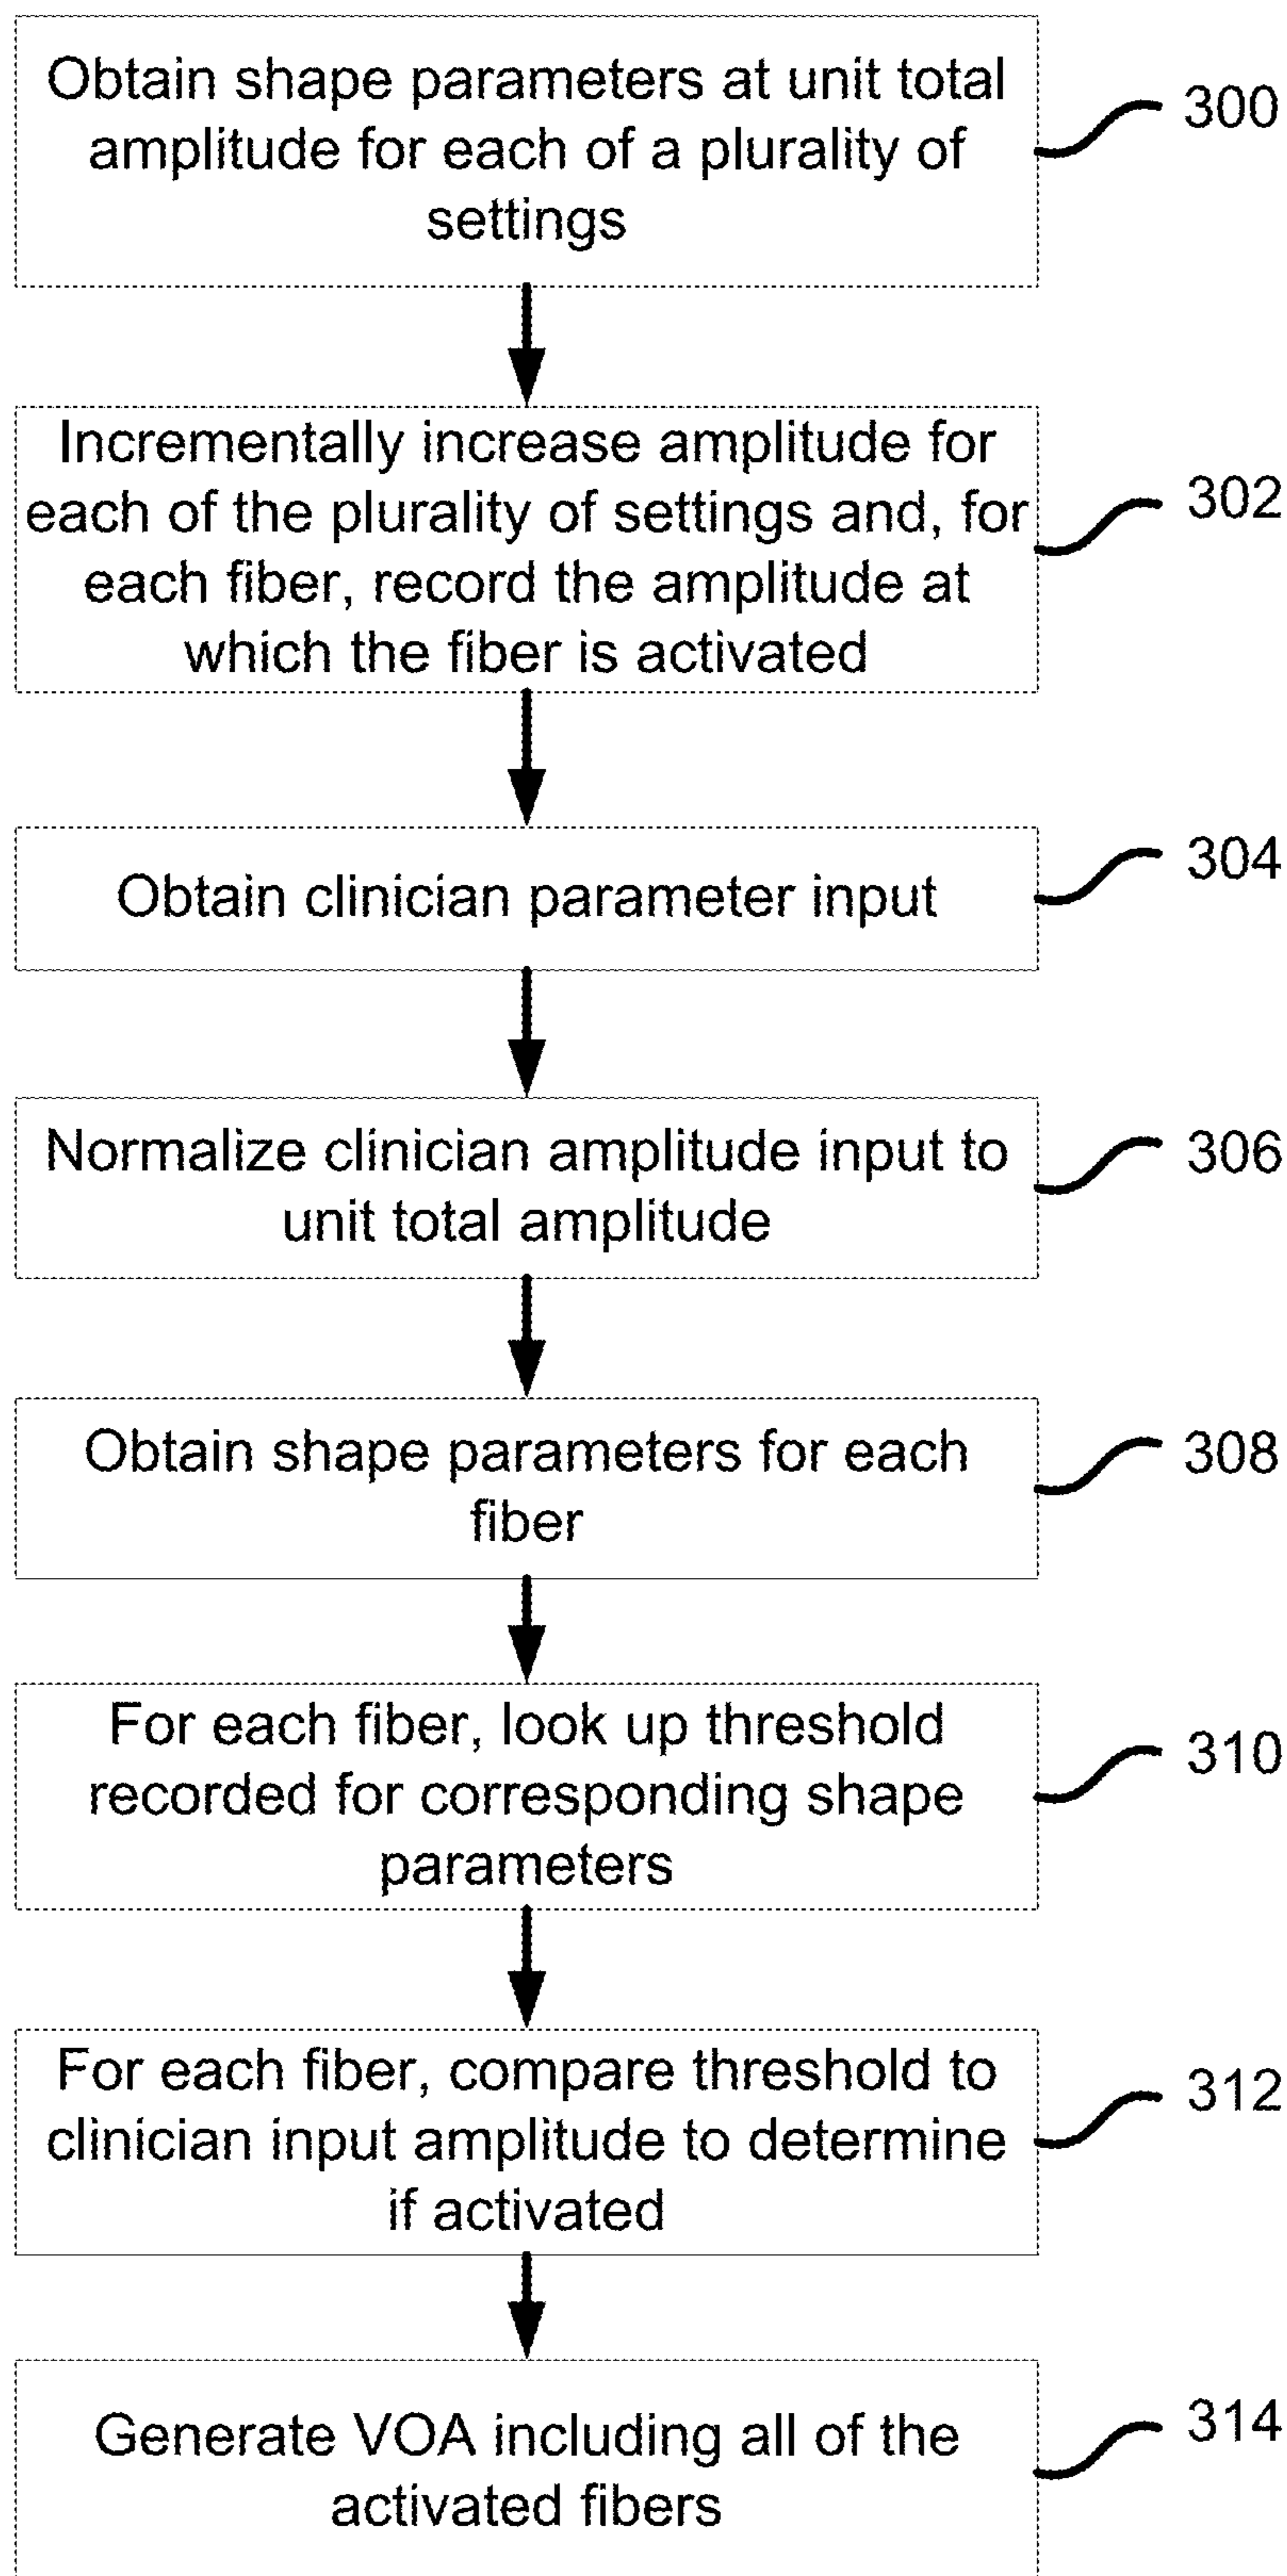 Obtain shape parameters at unit total
amplitude for each of a plurality of
settings
300
Incrementally increase amplitude for
each of the plurality of settings and, for
each fiber, record the amplitude at
which the fiber is activated
302
Obtain clinician parameter input
304
Normalize clinician amplitude input to
unit total amplitude
306
Obtain shape parameters for each
fiber
308
For each fiber, look up threshold
recorded for corresponding shape
parameters
310
For each fiber, compare threshold to
clinician input amplitude to determine
if activated
312
Generate VOA including all of the
activated fibers
314